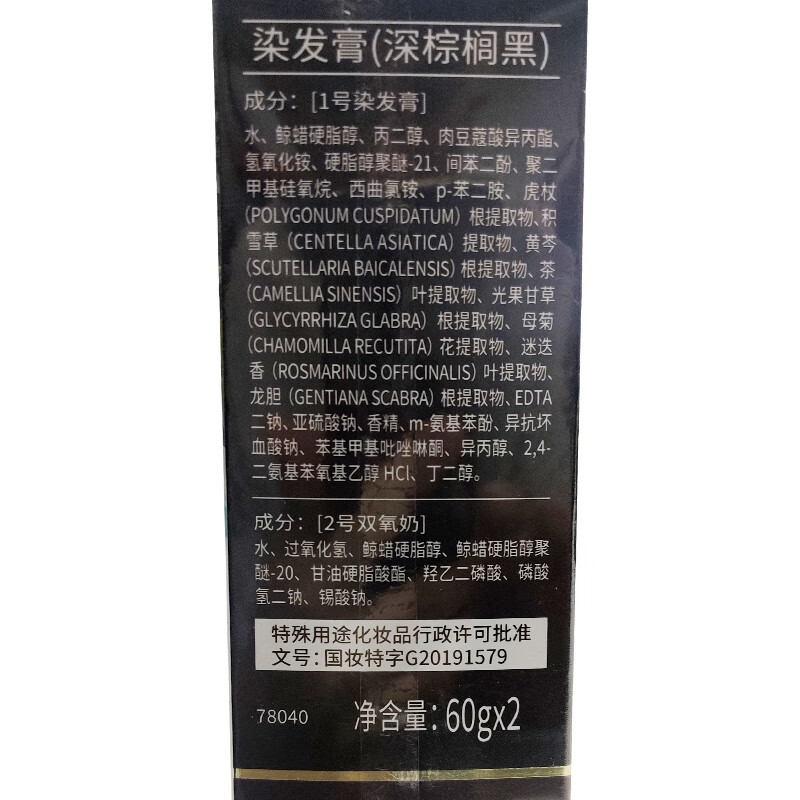 染发膏(深棕榈黑)
成分：[1号染发膏]
水、鲸蜡硬脂醇、丙二醇、肉豆蔻酸异丙酯、
氢氧化铵、硬脂醇聚醚-21、间苯二酚、聚二
甲基硅氧烷、西曲氯铵、p-苯二胺、虎杖
(POLYGONUM CUSPIDATUM) 根提取物、积
雪草 (CENTELLA ASIATICA) 提取物、黄芩
(SCUTELLARIA BAICALENSIS) 根提取物、茶
(CAMELLIA SINENSIS) 叶提取物、光果甘草
(GLYCYRRHIZA GLABRA) 根提取物、母菊
(CHAMOMILLA RECUTITA) 花提取物、迷迭
香 (ROSMARINUS OFFICINALIS) 叶提取物、
龙胆 (GENTIANA SCABRA) 根提取物、EDTA
二钠、亚硫酸钠、香精、m-氨基苯酚、异抗坏
血酸钠、苯基甲基吡唑啉酮、异丙醇、2,4-
二氨基苯氧基乙醇 HCl、丁二醇。
成分：[2号双氧奶]
水、过氧化氢、鲸蜡硬脂醇、鲸蜡硬脂醇聚
醚-20、甘油硬脂酸酯、羟乙二磷酸、磷酸
氢二钠、锡酸钠。
特殊用途化妆品行政许可批准
文号：国妆特字G20191579
78040
净含量：60gx2